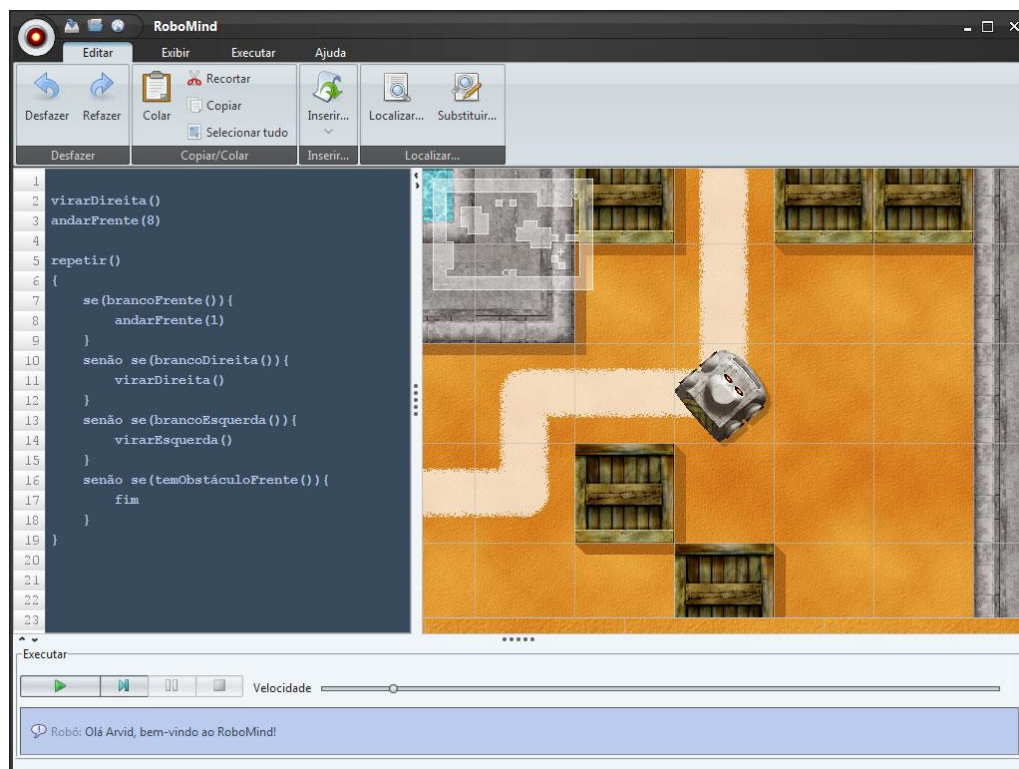 RoboMind
Editar Exibir Executar Ajuda
Desfazer Refazer Colar Recortar Copiar Selecionar tudo Inserir... Localizar... Substituir...
Desfazer Copiar/Colar Inserir... Localizar...
1
2 virarDireita()
3 andarFrente(8)
4
5 repetir()
6 {
7 se(brancoFrente()){
8 andarFrente(1)
9 }
10 senão se(brancoDireita()){
11 virarDireita()
12 }
13 senão se(brancoEsquerda()){
14 virarEsquerda()
15 }
16 senão se(temObstáculoFrente()){
17 fim
18 }
19 }
20
21
22
23
Executar
Velocidade
Robó: Olá Arvid, bem-vindo ao RoboMind!